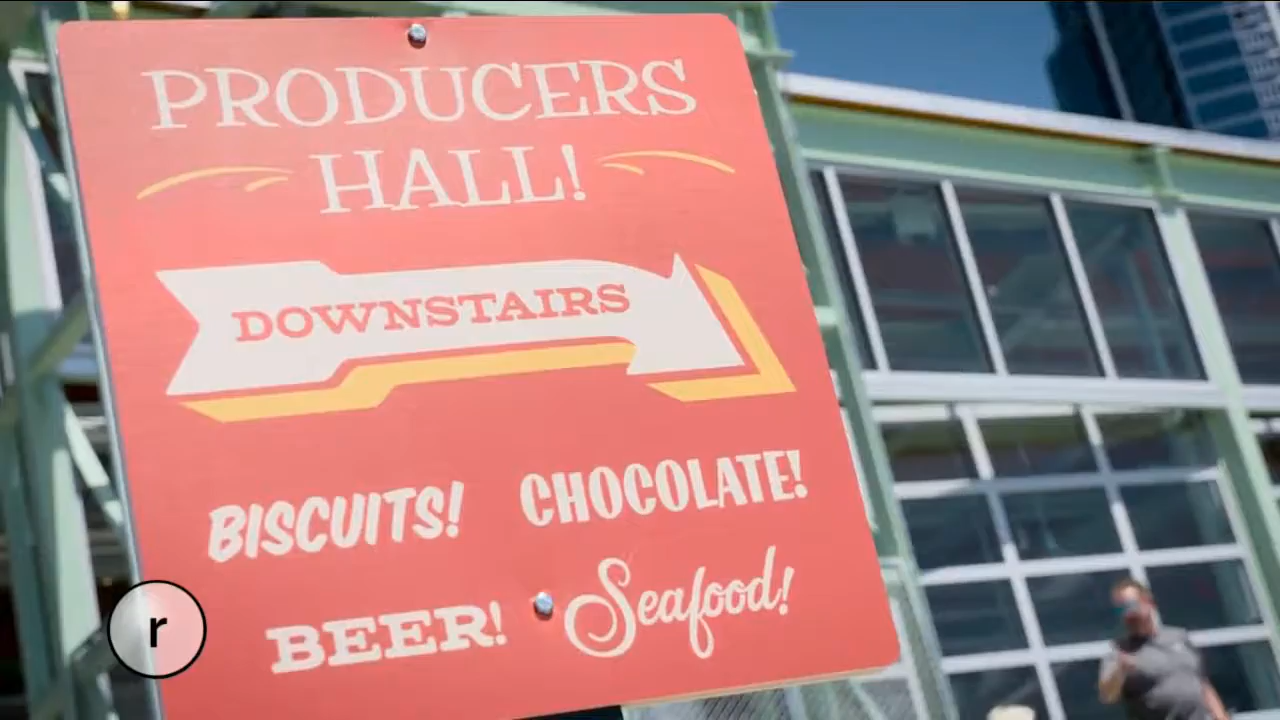 PRODUCERS
HALL!
DOWNSTAIRS
BISCUITS! CHOCOLATE!
BEER! Seafood!
r